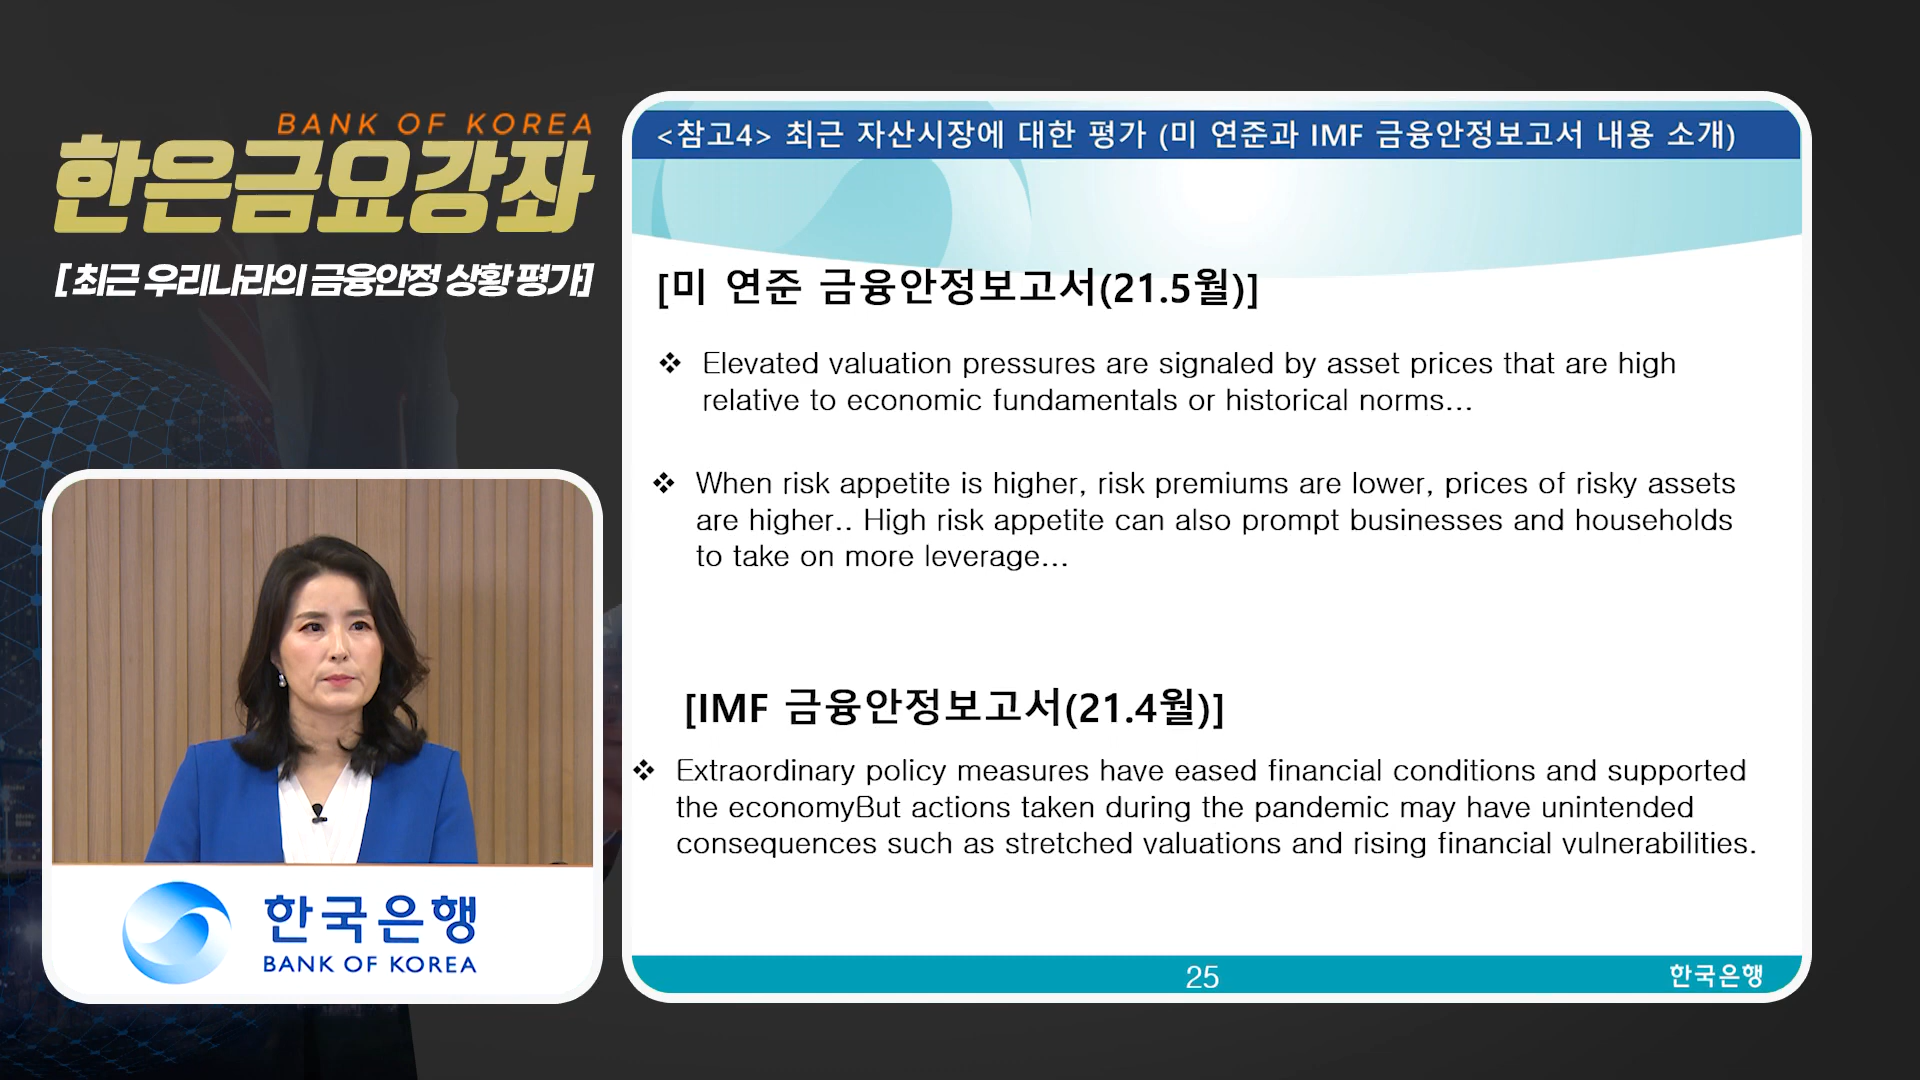 BANK OF KOREA
한은금요강좌
[최근 우리나라의 금융안정 상황 평가]
<참고4> 최근 자산시장에 대한 평가 (미 연준과 IMF 금융안정보고서 내용 소개)
[미 연준 금융안정보고서(21.5월)]
❖ Elevated valuation pressures are signaled by asset prices that are high
relative to economic fundamentals or historical norms...
❖ When risk appetite is higher, risk premiums are lower, prices of risky assets
are higher.. High risk appetite can also prompt businesses and households
to take on more leverage...
[IMF 금융안정보고서(21.4월)]
❖ Extraordinary policy measures have eased financial conditions and supported
the economyBut actions taken during the pandemic may have unintended
consequences such as stretched valuations and rising financial vulnerabilities.
25
한국은행
한국은행
BANK OF KOREA